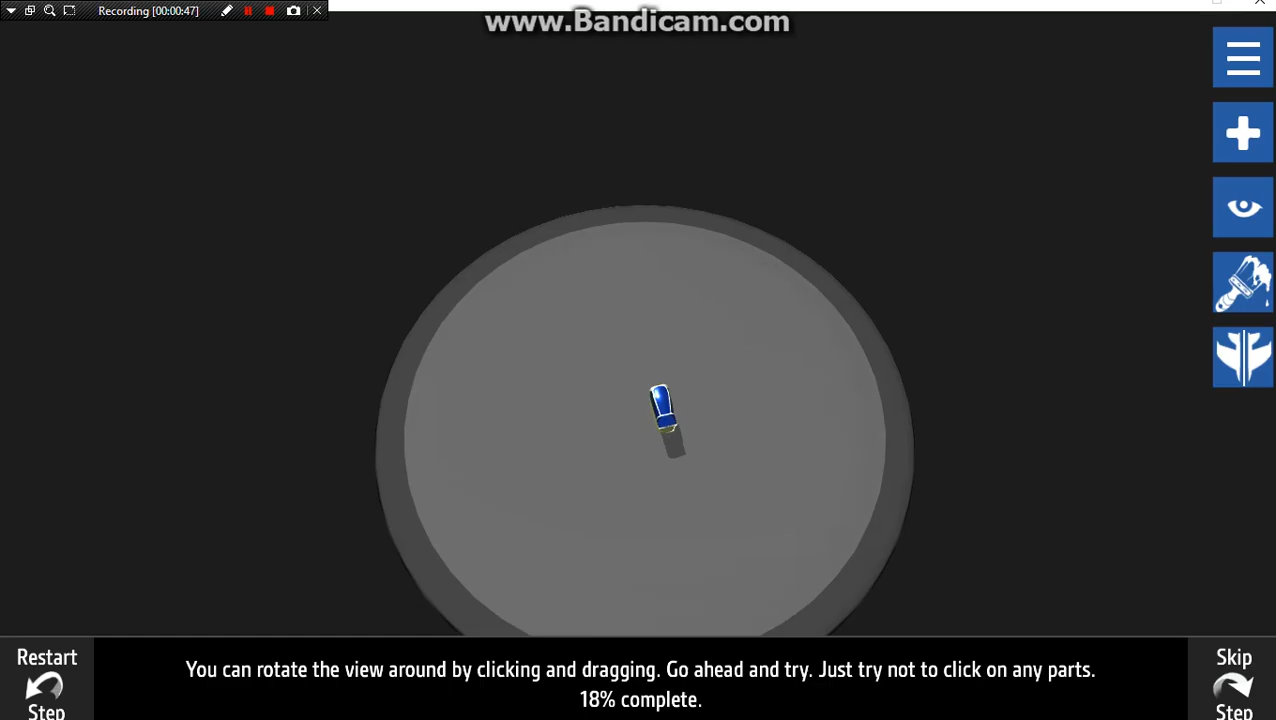 Recording [00:00:47]
www.Bandicam.com
Restart
Step
You can rotate the view around by clicking and dragging. Go ahead and try. Just try not to click on any parts.
18% complete.
Skip
Step